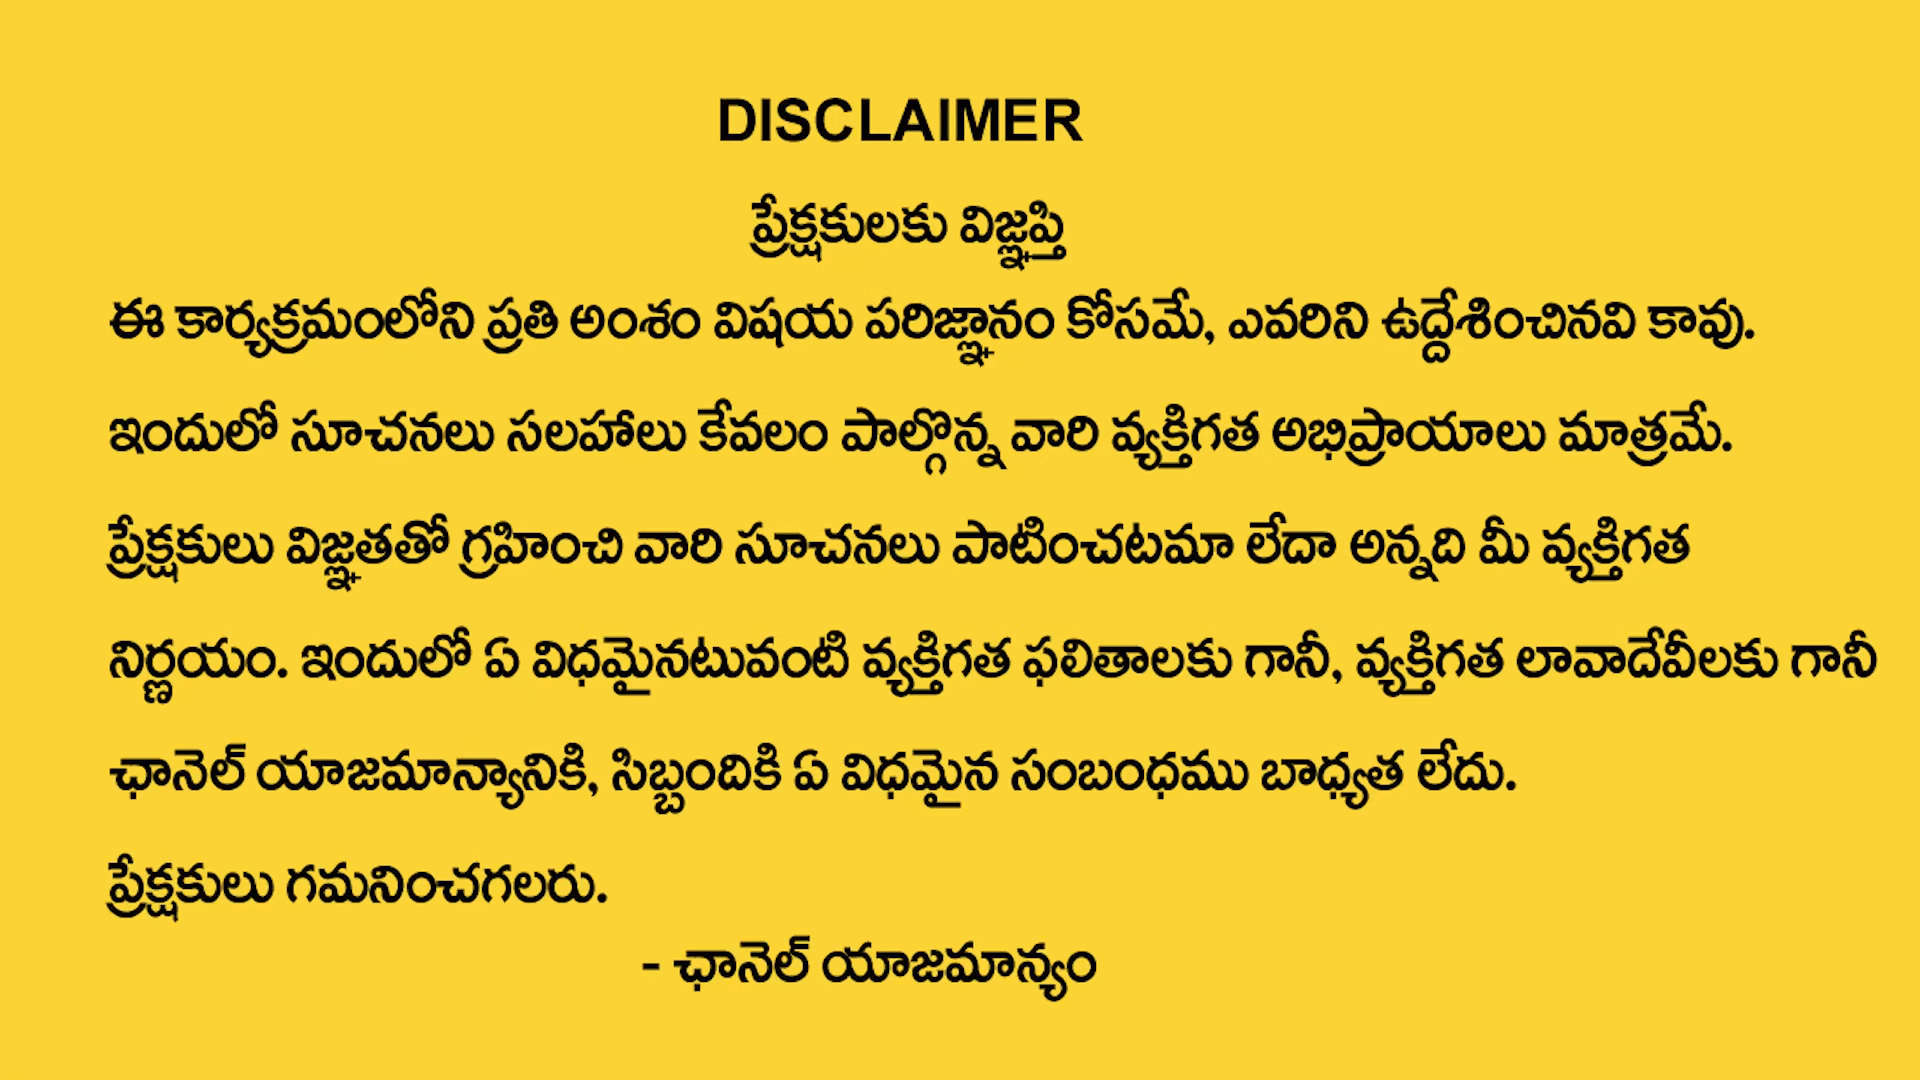 DISCLAIMER
ప్రేక్షకులకు విజ్ఞప్తి
ఈ కార్యక్రమంలోని ప్రతి అంశం విషయ పరిజ్ఞానం కోసమే, ఎవరిని ఉద్దేశించినవి కావు.
ఇందులో సూచనలు సలహాలు కేవలం పాల్గొన్న వారి వ్యక్తిగత అభిప్రాయాలు మాత్రమే.
ప్రేక్షకులు విజ్ఞతతో గ్రహించి వారి సూచనలు పాటించటమా లేదా అన్నది మీ వ్యక్తిగత
నిర్ణయం. ఇందులో ఏ విధమైనటువంటి వ్యక్తిగత ఫలితాలకు గానీ, వ్యక్తిగత లావాదేవీలకు గానీ
ఛానెల్ యాజమాన్యానికి, సిబ్బందికి ఏ విధమైన సంబంధము బాధ్యత లేదు.
ప్రేక్షకులు గమనించగలరు.
- ఛానెల్ యాజమాన్యం